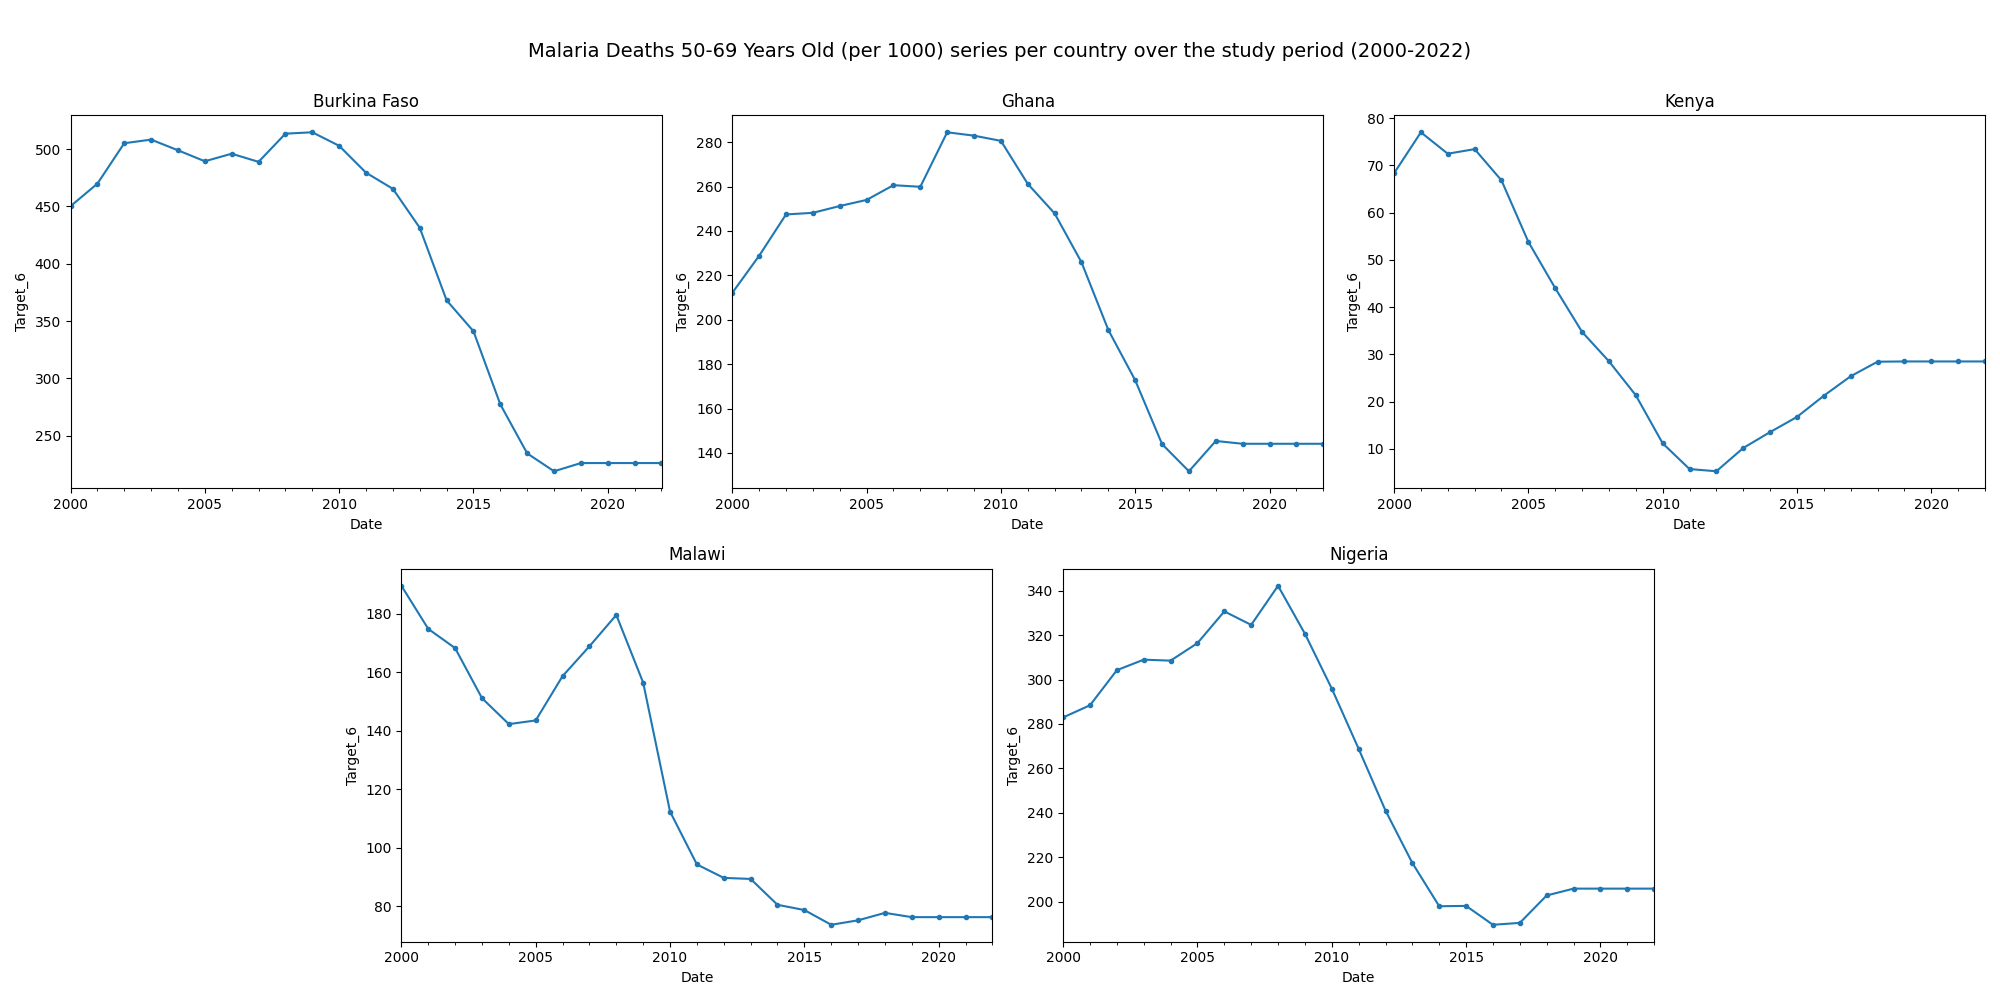 Malaria Deaths 50-69 Years Old (per 1000) series per country over the study period (2000-2022)
Burkina Faso
500
450
400
350
300
250
Target_6
2000 2005 2010 2015 2020
Date
Ghana
280
260
240
220
200
180
160
140
Target_6
2000 2005 2010 2015 2020
Date
Kenya
80
70
60
50
40
30
20
10
Target_6
2000 2005 2010 2015 2020
Date
Malawi
180
160
140
120
100
80
Target_6
2000 2005 2010 2015 2020
Date
Nigeria
340
320
300
280
260
240
220
200
Target_6
2000 2005 2010 2015 2020
Date